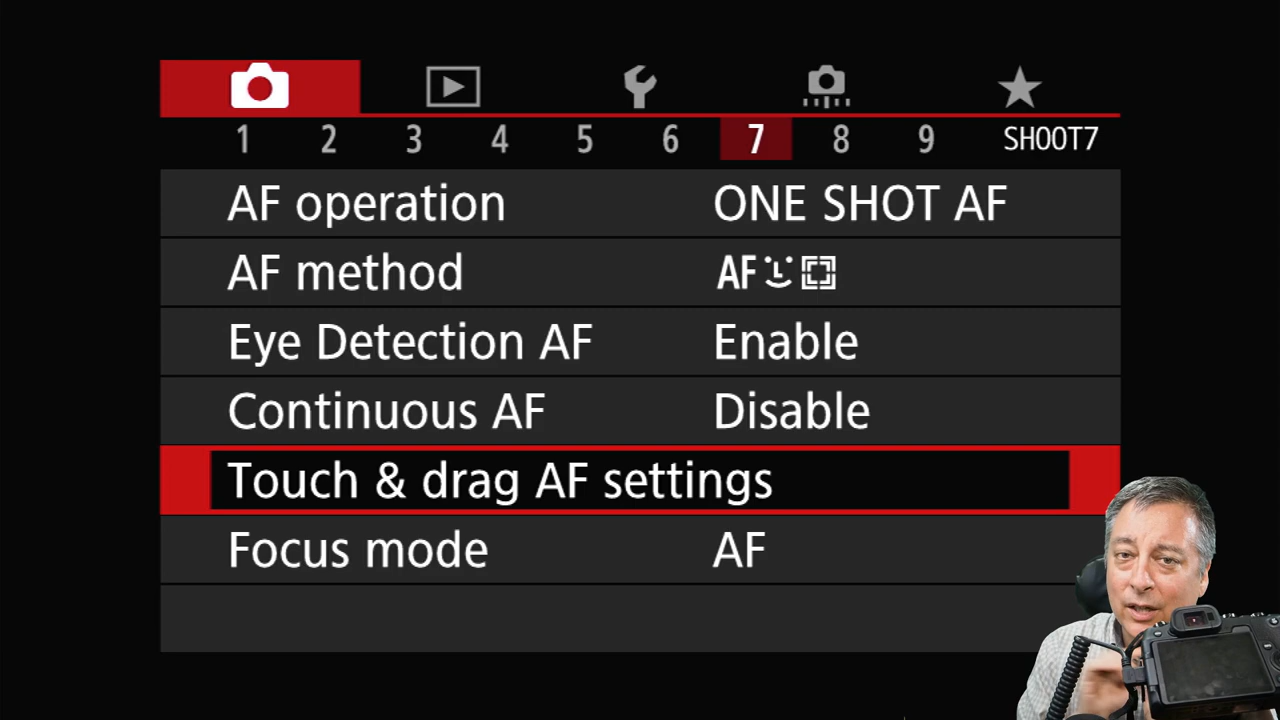 1 2 3 4 5 6 7 8 9 SHOOT7
AF operation ONE SHOT AF
AF method AF
Eye Detection AF Enable
Continuous AF Disable
Touch & drag AF settings
Focus mode AF